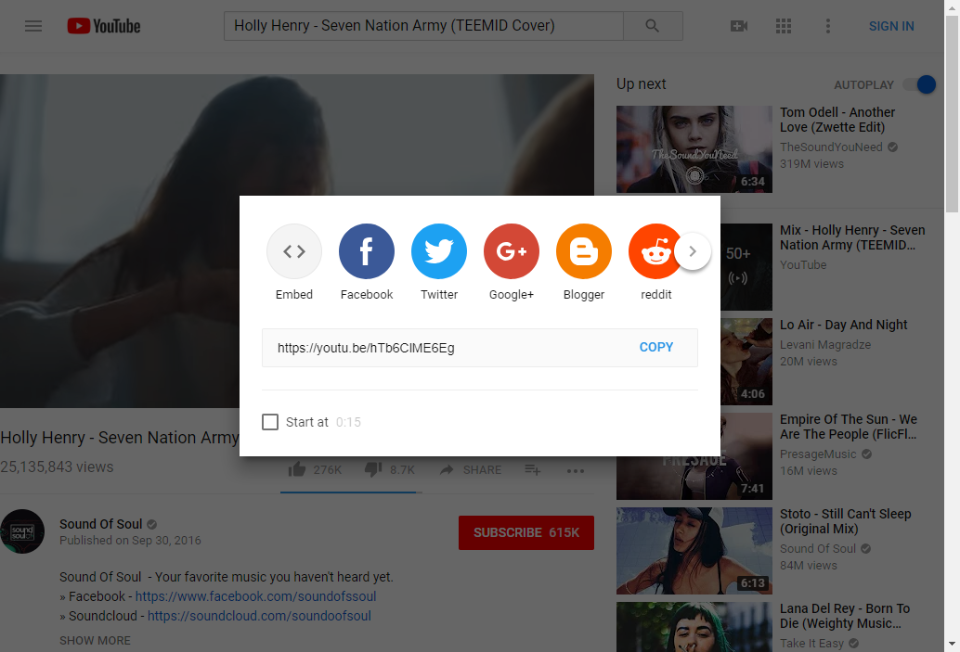 YouTube
Holly Henry - Seven Nation Army (TEEMID Cover)
SIGN IN
Up next
AUTOPLAY
TheSoundYouNeed
6:34
Tom Odell - Another
Love (Zwette Edit)
TheSoundYouNeed
319M views
50+
Mix - Holly Henry - Seven
Nation Army (TEEMID…
YouTube
4:06
Lo Air - Day And Night
Levani Magradze
20M views
PRESAGE
7:41
Empire Of The Sun - We
Are The People (FlicFl…
PresageMusic
16M views
6:13
Stoto - Still Can't Sleep
(Original Mix)
Sound Of Soul
84M views
Lana Del Rey - Born To
Die (Weighty Music…
Take It Easy
Embed
Facebook
Twitter
G+
Google+
Blogger
reddit
https://youtu.be/hTb6ClME6Eg
COPY
Start at 0:15
Holly Henry - Seven Nation Army
25,135,843 views
276K
8.7K
SHARE
sound
of
soul
Sound Of Soul
Published on Sep 30, 2016
SUBSCRIBE 615K
Sound Of Soul - Your favorite music you haven't heard yet.
» Facebook - https://www.facebook.com/soundofssoul
» Soundcloud - https://soundcloud.com/soundoofsoul
SHOW MORE